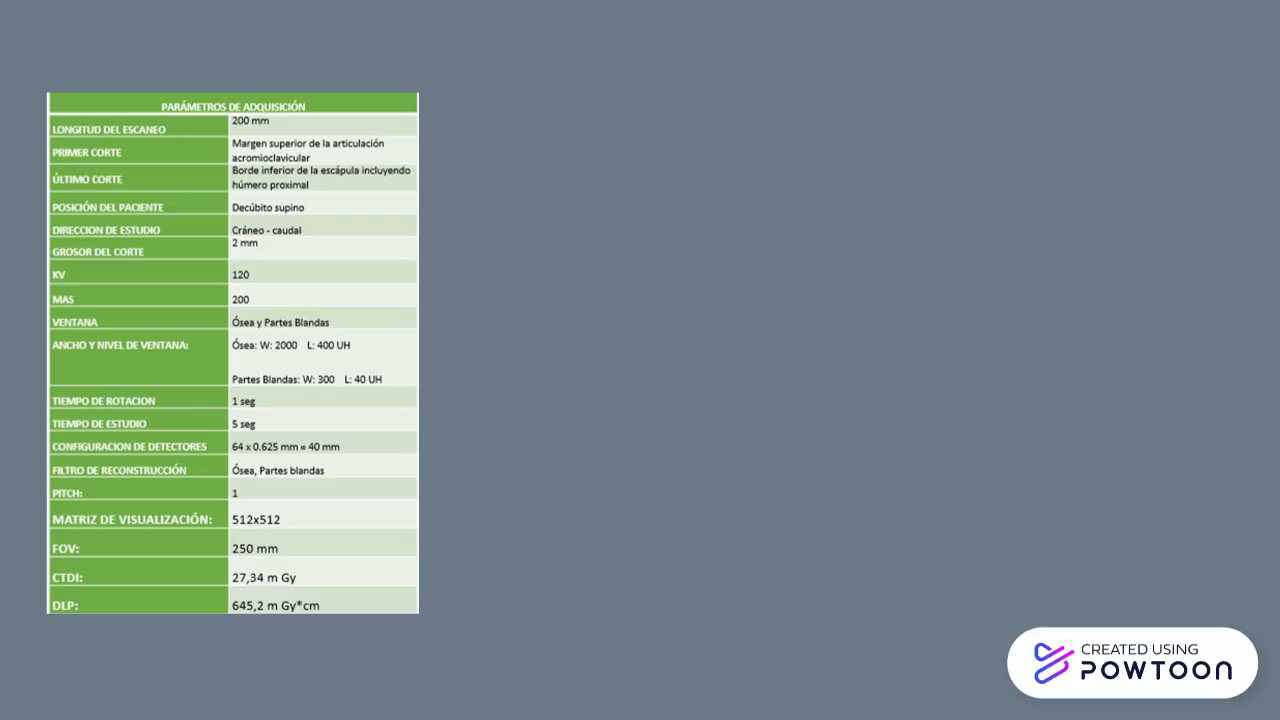 PARÁMETROS DE ADQUISICIÓN
LONGITUD DEL ESCANEO 200 mm
PRIMER CORTE Margen superior de la articulación
acromioclavicular
ÚLTIMO CORTE Borde inferior de la escápula incluyendo
húmero proximal
POSICIÓN DEL PACIENTE Decúbito supino
DIRECCION DE ESTUDIO Cráneo - caudal
GROSOR DEL CORTE 2 mm
KV 120
MAS 200
VENTANA Ósea y Partes Blandas
ANCHO Y NIVEL DE VENTANA: Ósea: W: 2000 L: 400 UH
Partes Blandas: W: 300 L: 40 UH
TIEMPO DE ROTACION 1 seg
TIEMPO DE ESTUDIO 5 seg
CONFIGURACION DE DETECTORES 64 x 0.625 mm = 40 mm
FILTRO DE RECONSTRUCCIÓN Ósea, Partes blandas
PITCH: 1
MATRIZ DE VISUALIZACIÓN: 512x512
FOV: 250 mm
CTDI: 27,34 m Gy
DLP: 645,2 m Gy*cm
CREATED USING
POWTOON